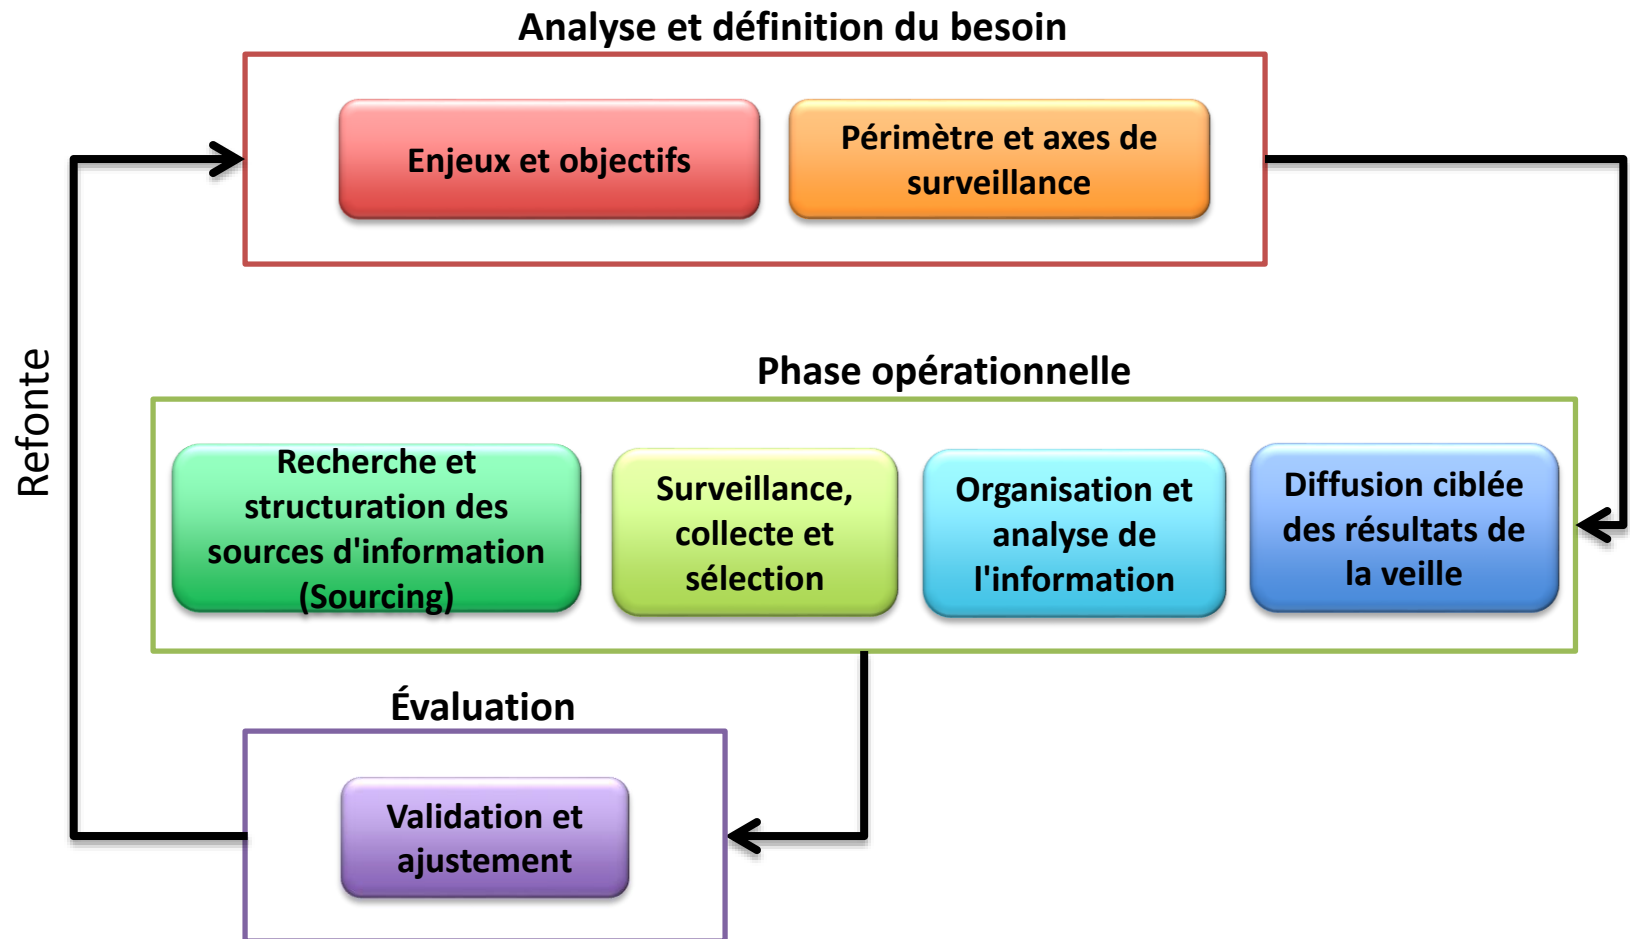 Analyse et définition du besoin
Enjeux et objectifs
Périmètre et axes de
surveillance
Refonte
Phase opérationnelle
Recherche et
structuration des
sources d'information
(Sourcing)
Surveillance,
collecte et
sélection
Organisation et
analyse de
l'information
Diffusion ciblée
des résultats de
la veille
Évaluation
Validation et
ajustement